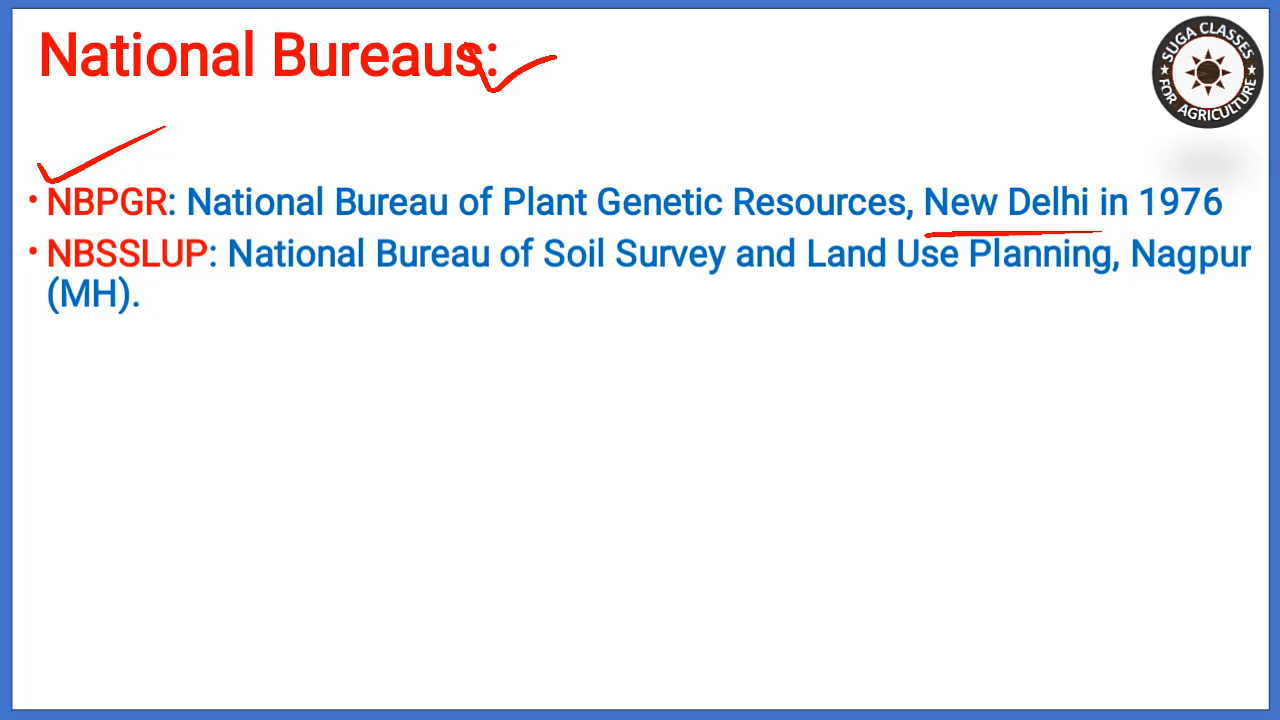 National Bureaus:
SUGA CLASSES
FOR AGRICULTURE
• NBPGR: National Bureau of Plant Genetic Resources, New Delhi in 1976
• NBSSLUP: National Bureau of Soil Survey and Land Use Planning, Nagpur
(MH).